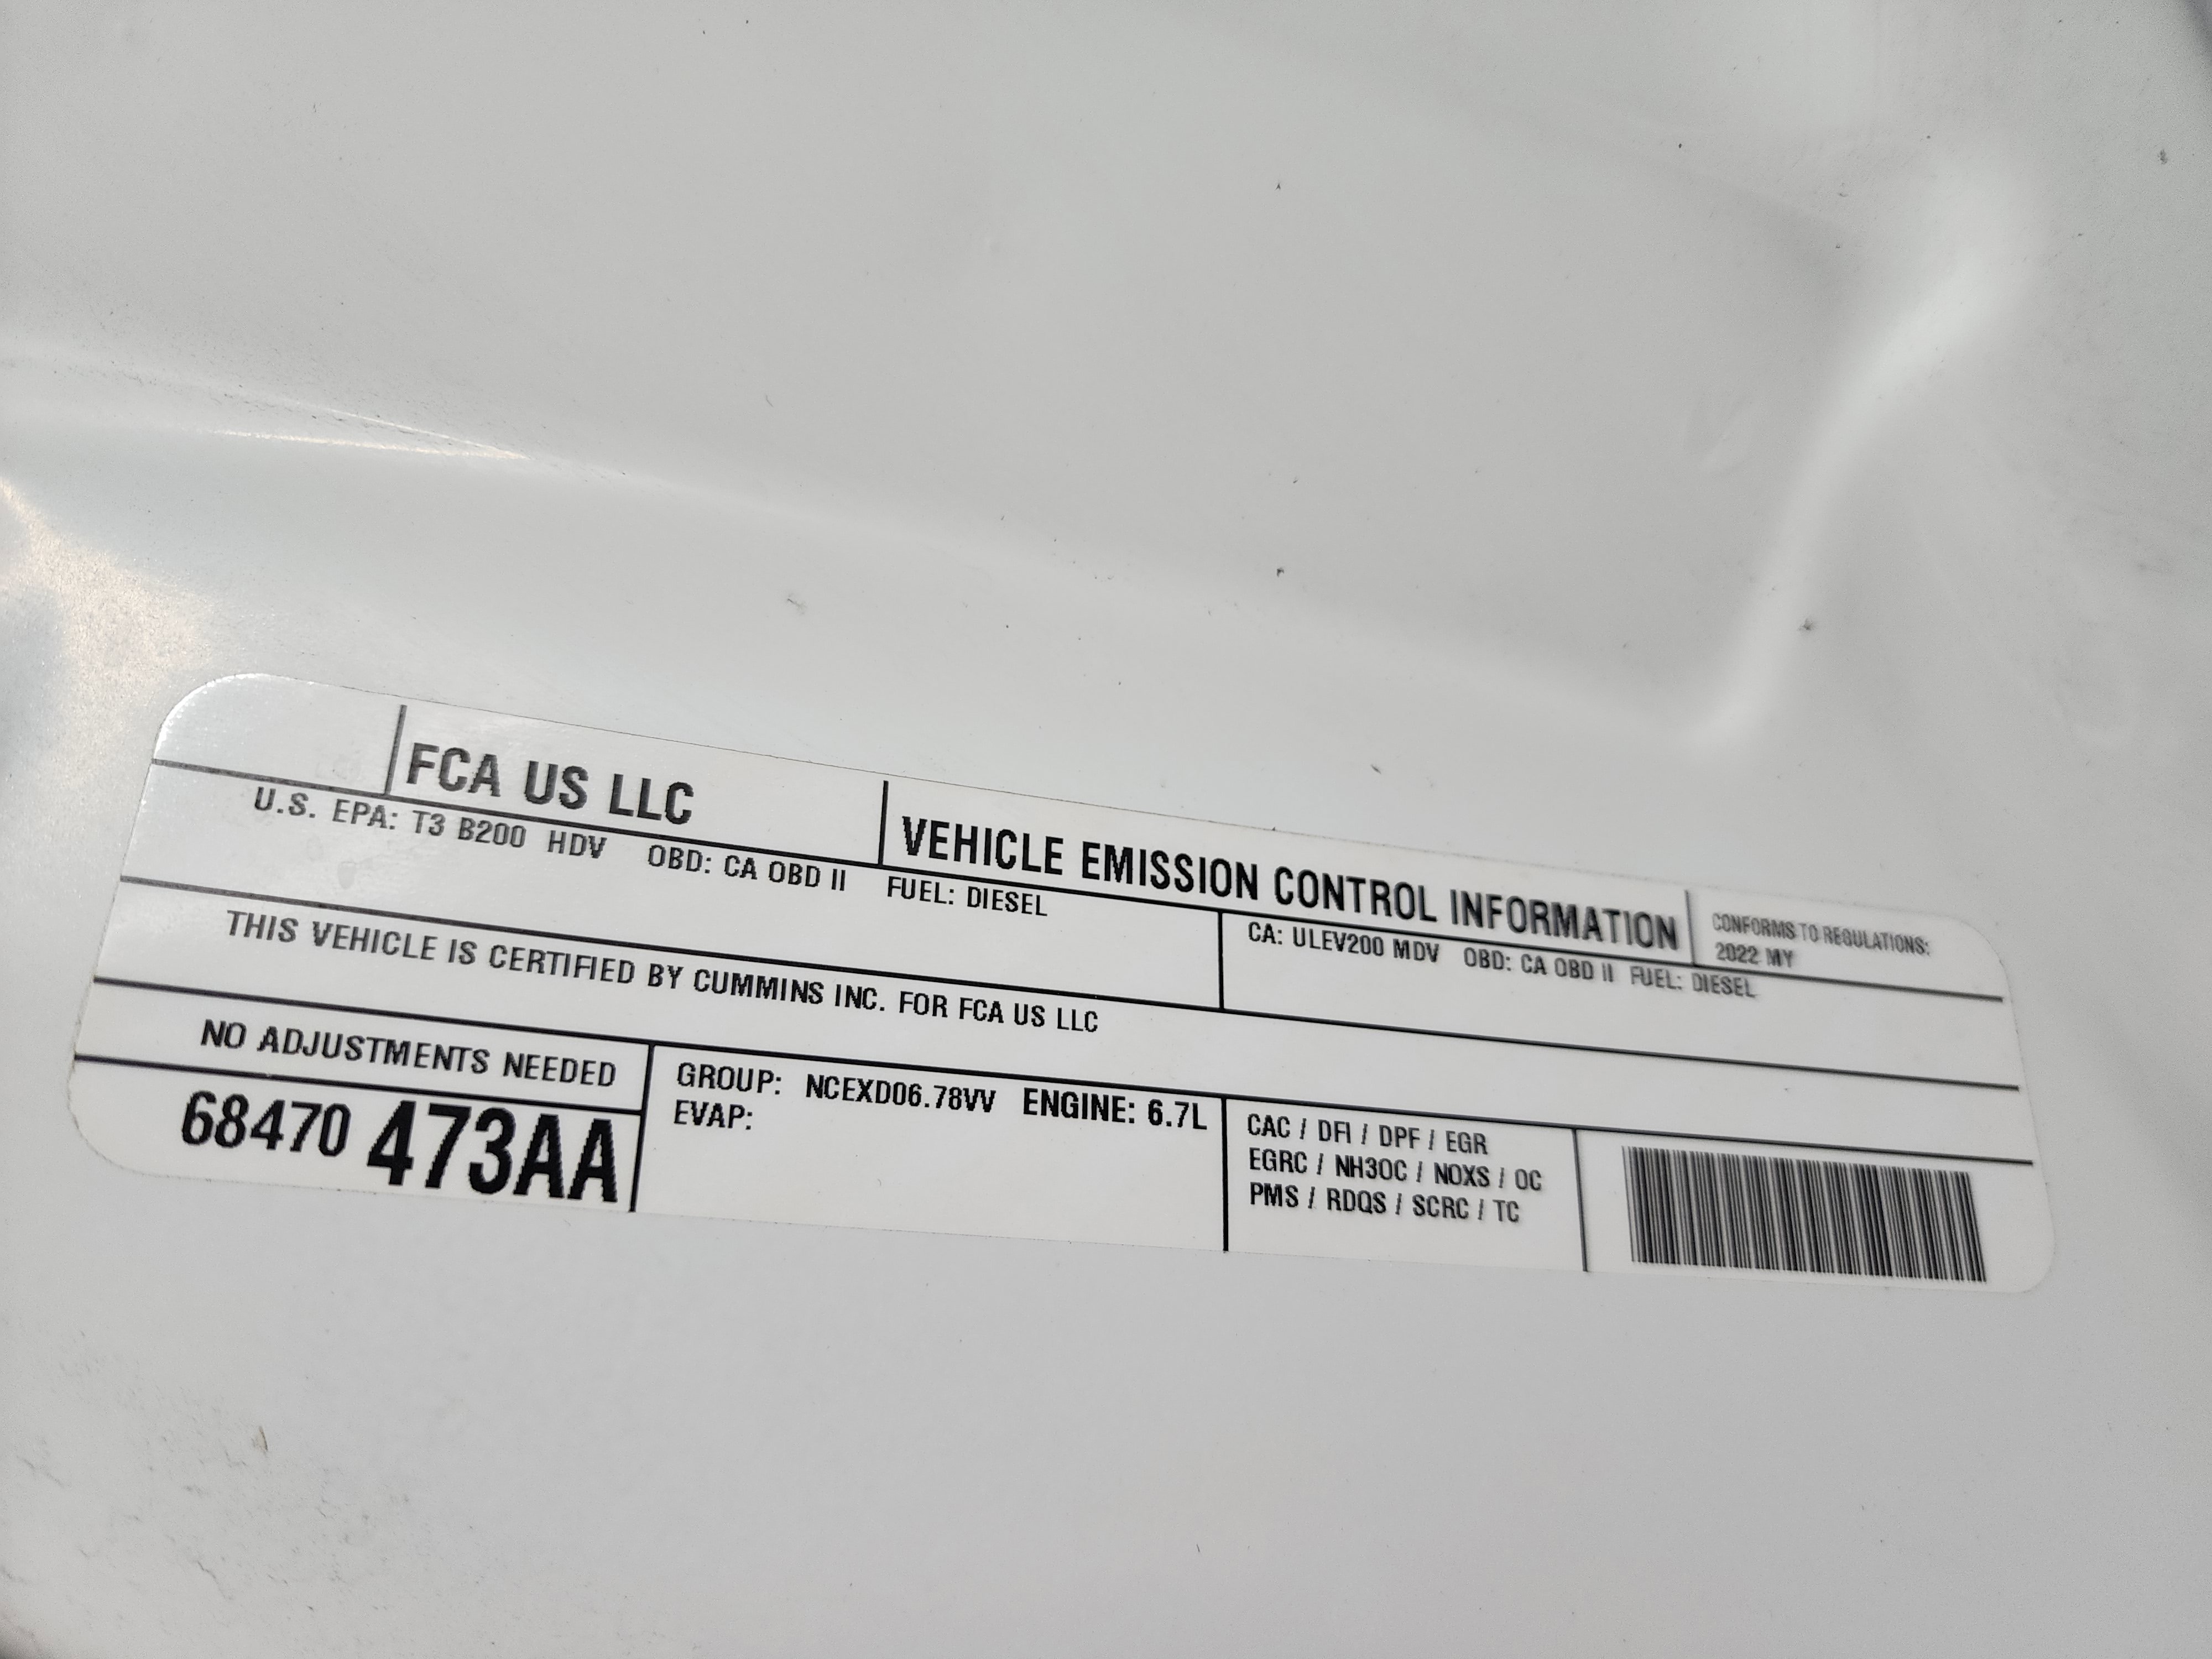 FCA US LLC
VEHICLE EMISSION CONTROL INFORMATION
CONFORMS TO REGULATIONS:
2022 MY
U.S. EPA: T3 B200 HDV OBD: CA OBD II FUEL: DIESEL
CA: ULEV200 MDV OBD: CA OBD II FUEL: DIESEL
THIS VEHICLE IS CERTIFIED BY CUMMINS INC. FOR FCA US LLC
NO ADJUSTMENTS NEEDED
68470 473AA
GROUP: NCEXD06.78VV ENGINE: 6.7L
EVAP:
CAC / DFI / DPF / EGR
EGRC / NH3OC / NOXS / OC
PMS / RDQS / SCRC / TC